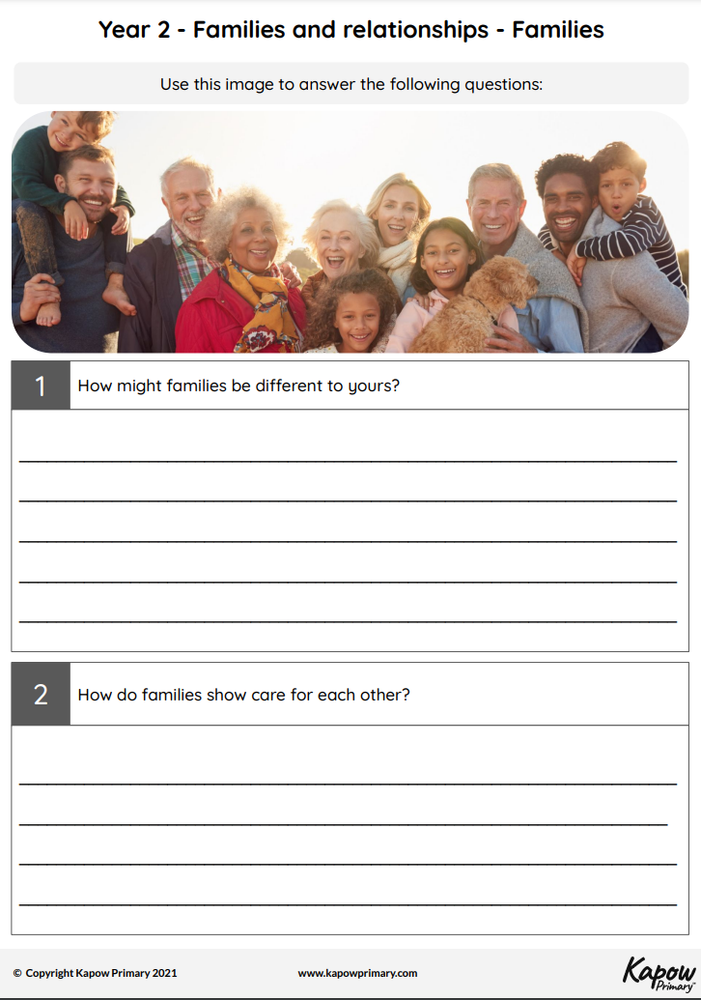 Year 2 - Families and relationships - Families
Use this image to answer the following questions:
1 How might families be different to yours?
2 How do families show care for each other?
© Copyright Kapow Primary 2021 www.kapowprimary.com Kapow
Primary™